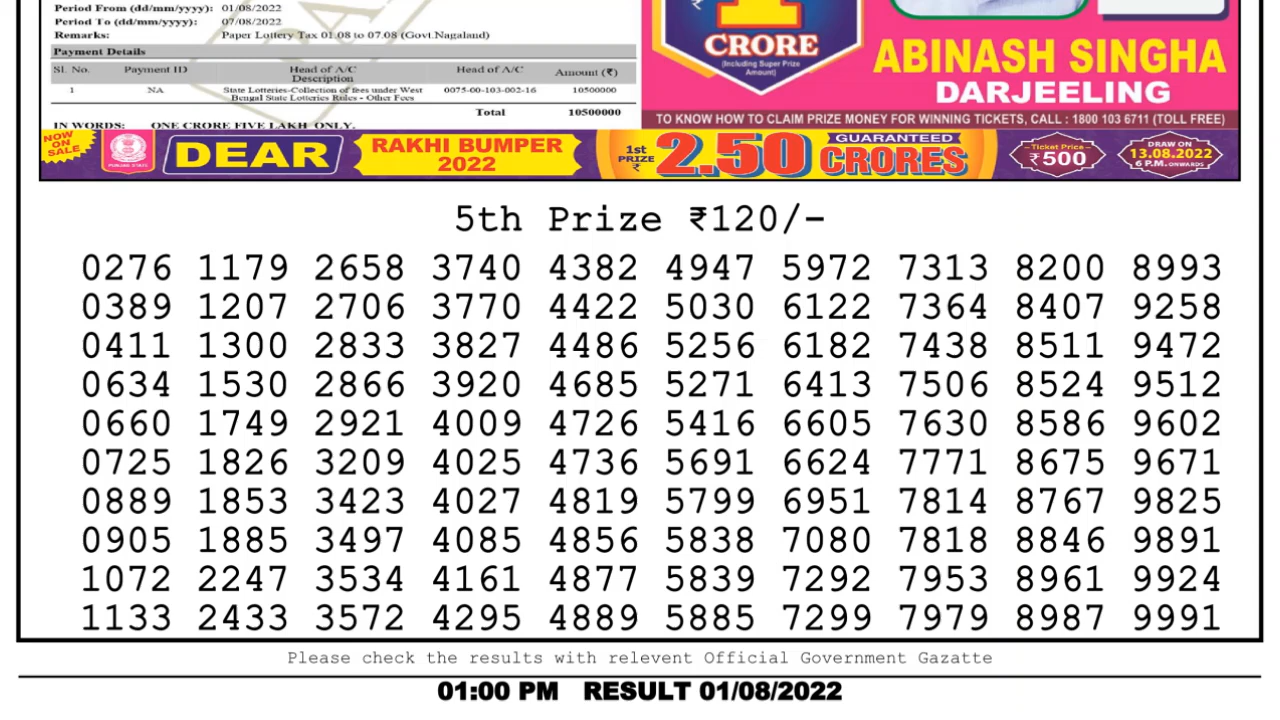 Period From (dd/mm/yyyy): 01/08/2022
Period To (dd/mm/yyyy): 07/08/2022
Remarks: Paper Lottery Tax 01.08 to 07.08 (Govt.Nagaland)
Payment Details
Sl. No. Payment ID Head of A/C Description Head of A/C Amount (₹)
1 NA State Lotteries-Collection of fees under West 0075-00-103-002-16 10500000
Bengal State Lotteries Rules - Other Fees
Total 10500000
IN WORDS: ONE CRORE FIVE LAKH ONLY.
₹ 1
CRORE
(Including Super Prize
Amount)
ABINASH SINGHA
DARJEELING
TO KNOW HOW TO CLAIM PRIZE MONEY FOR WINNING TICKETS, CALL : 1800 103 6711 (TOLL FREE)
NOW
ON
SALE
PUNJAB STATE
DEAR
RAKHI BUMPER
2022
1st
PRIZE
₹
2.50
GUARANTEED
CRORES
Ticket Price
₹500
DRAW ON
13.08.2022
6 P.M. ONWARDS
5th Prize ₹120/-
0276 1179 2658 3740 4382 4947 5972 7313 8200 8993
0389 1207 2706 3770 4422 5030 6122 7364 8407 9258
0411 1300 2833 3827 4486 5256 6182 7438 8511 9472
0634 1530 2866 3920 4685 5271 6413 7506 8524 9512
0660 1749 2921 4009 4726 5416 6605 7630 8586 9602
0725 1826 3209 4025 4736 5691 6624 7771 8675 9671
0889 1853 3423 4027 4819 5799 6951 7814 8767 9825
0905 1885 3497 4085 4856 5838 7080 7818 8846 9891
1072 2247 3534 4161 4877 5839 7292 7953 8961 9924
1133 2433 3572 4295 4889 5885 7299 7979 8987 9991
Please check the results with relevent Official Government Gazatte
01:00 PM RESULT 01/08/2022